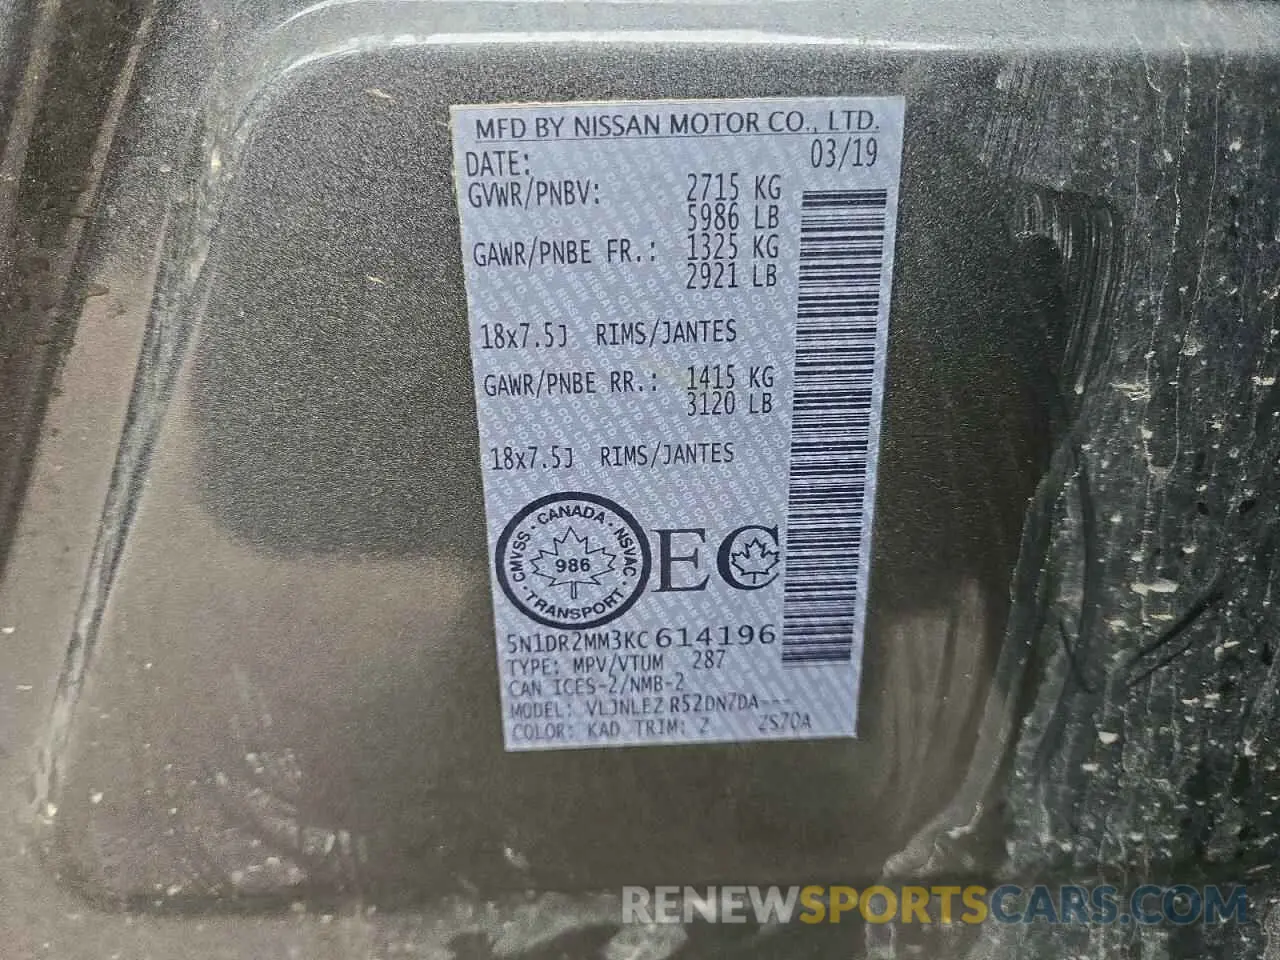 MFD BY NISSAN MOTOR CO., LTD.
DATE: 03/19
GVWR/PNBV: 2715 KG
5986 LB
GAWR/PNBE FR.: 1325 KG
2921 LB
18x7.5J RIMS/JANTES
GAWR/PNBE RR.: 1415 KG
3120 LB
18x7.5J RIMS/JANTES
CANADA · NSVAC · TRANSPORT · CMVSS ·
986
EC
5N1DR2MM3KC614196
TYPE: MPV/VTUM 287
CAN ICES-2/NMB-2
MODEL: VLJNLEZ R52DN7DA---
COLOR: KAD TRIM: Z ZS70A
RENEWSPORTSCARS.COM